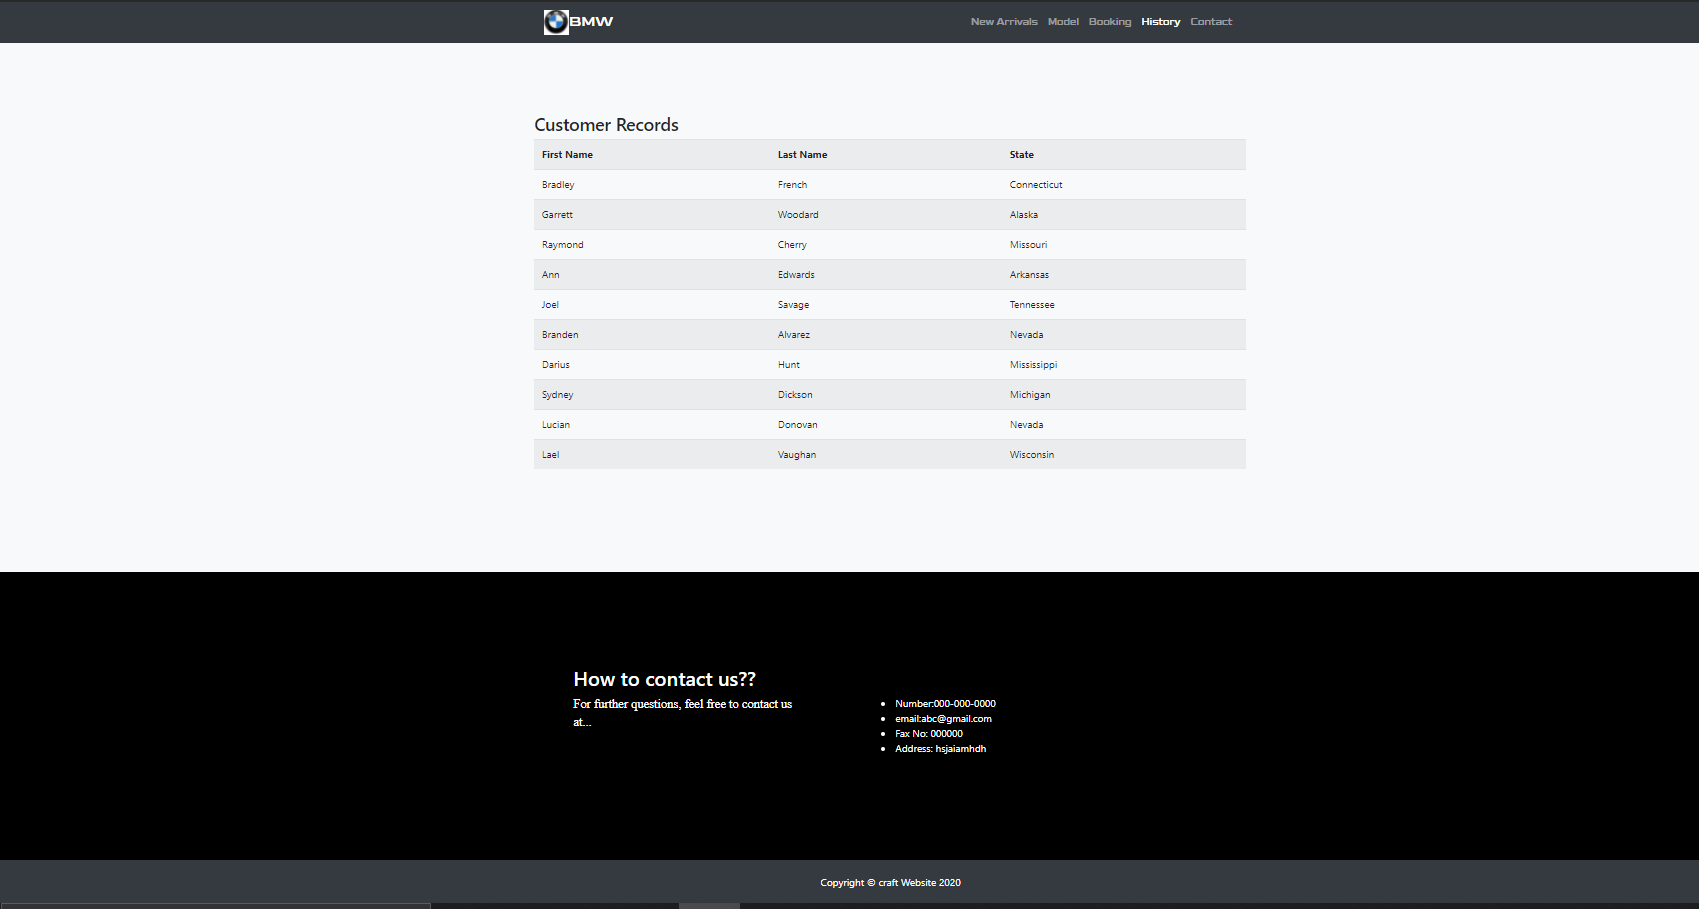 BMW New Arrivals Model Booking History Contact
Customer Records
First Name Last Name State
Bradley French Connecticut
Garrett Woodard Alaska
Raymond Cherry Missouri
Ann Edwards Arkansas
Joel Savage Tennessee
Branden Alvarez Nevada
Darius Hunt Mississippi
Sydney Dickson Michigan
Lucian Donovan Nevada
Lael Vaughan Wisconsin
How to contact us??
For further questions, feel free to contact us
at...
Number:000-000-0000
email:abc@gmail.com
Fax No: 000000
Address: hsjaiamhdh
Copyright © craft Website 2020